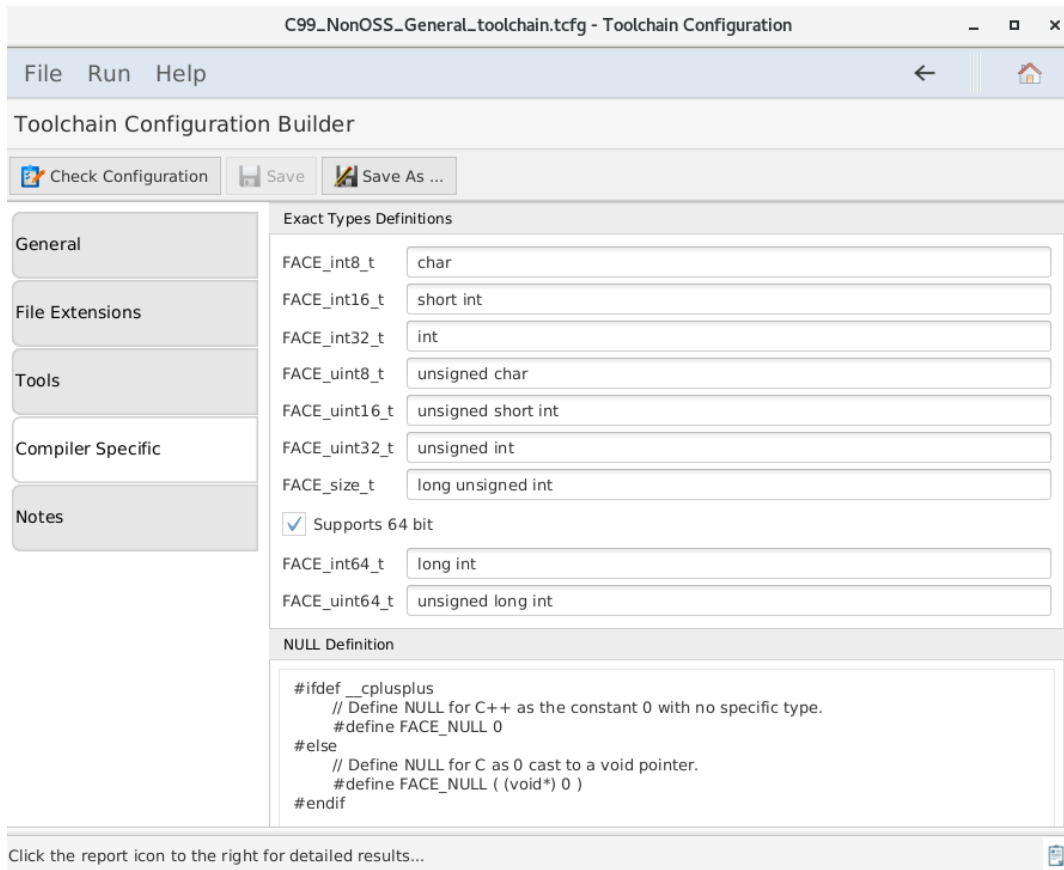 C99_NonOSS_General_toolchain.tcfg - Toolchain Configuration
File Run Help
Toolchain Configuration Builder
Check Configuration Save Save As ...
General
File Extensions
Tools
Compiler Specific
Notes
Exact Types Definitions
FACE_int8_t char
FACE_int16_t short int
FACE_int32_t int
FACE_uint8_t unsigned char
FACE_uint16_t unsigned short int
FACE_uint32_t unsigned int
FACE_size_t long unsigned int
Supports 64 bit
FACE_int64_t long int
FACE_uint64_t unsigned long int
NULL Definition
#ifdef __cplusplus
// Define NULL for C++ as the constant 0 with no specific type.
#define FACE_NULL 0
#else
// Define NULL for C as 0 cast to a void pointer.
#define FACE_NULL ( (void*) 0 )
#endif
Click the report icon to the right for detailed results...